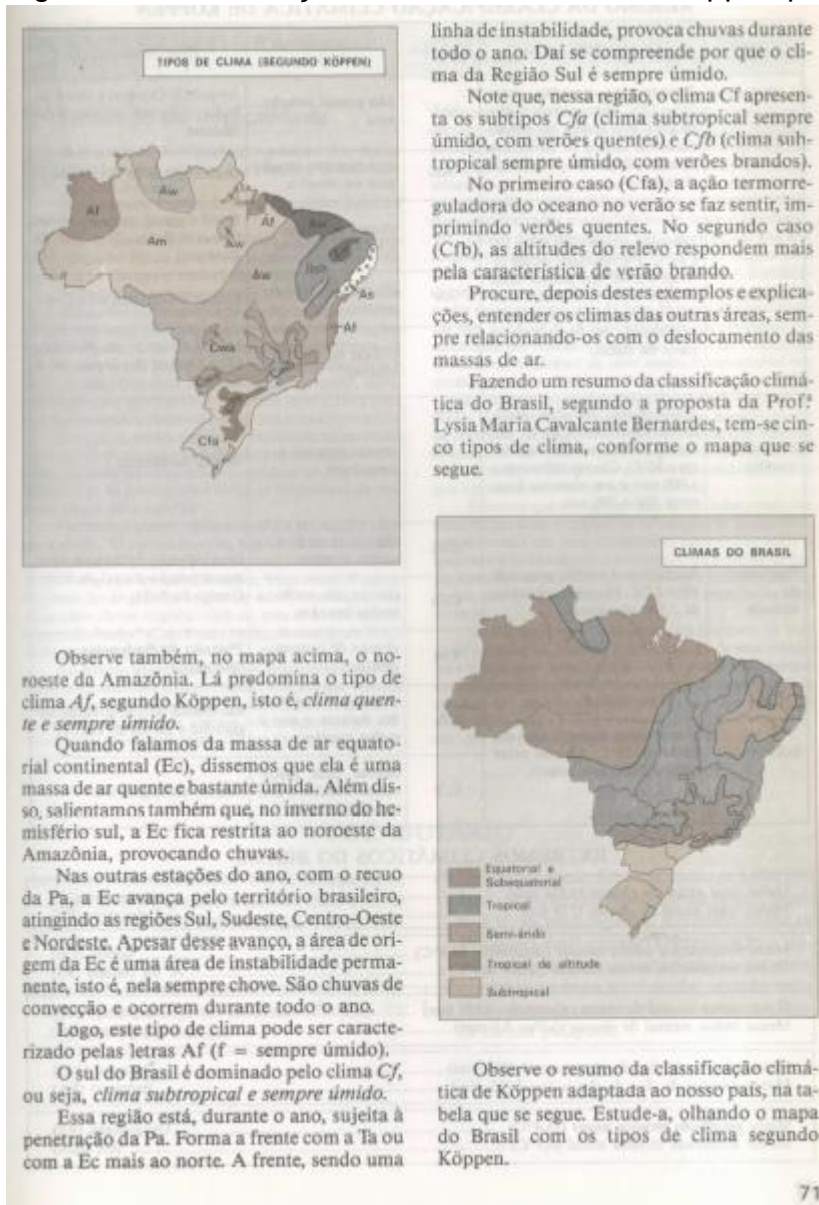 TIPOS DE CLIMA (SEGUNDO KÖPPEN)
Af
Aw
Am
Aw
Af
Aw
As
Af
Cwa
Cfa
Observe também, no mapa acima, o no-
roeste da Amazônia. Lá predomina o tipo de
clima Af, segundo Köppen, isto é, clima quen-
te e sempre úmido.
Quando falamos da massa de ar equato-
rial continental (Ec), dissemos que ela é uma
massa de ar quente e bastante úmida. Além dis-
so, salientamos também que, no inverno do he-
misfério sul, a Ec fica restrita ao noroeste da
Amazônia, provocando chuvas.
Nas outras estações do ano, com o recuo
da Pa, a Ec avança pelo território brasileiro,
atingindo as regiões Sul, Sudeste, Centro-Oeste
e Nordeste. Apesar desse avanço, a área de ori-
gem da Ec é uma área de instabilidade perma-
nente, isto é, nela sempre chove. São chuvas de
convecção e ocorrem durante todo o ano.
Logo, este tipo de clima pode ser caracte-
rizado pelas letras Af (f = sempre úmido).
O sul do Brasil é dominado pelo clima Cf,
ou seja, clima subtropical e sempre úmido.
Essa região está, durante o ano, sujeita à
penetração da Pa. Forma a frente com a Ta ou
com a Ec mais ao norte. A frente, sendo uma
linha de instabilidade, provoca chuvas durante
todo o ano. Daí se compreende por que o cli-
ma da Região Sul é sempre úmido.
Note que, nessa região, o clima Cf apresen-
ta os subtipos Cfa (clima subtropical sempre
úmido, com verões quentes) e Cfb (clima sub-
tropical sempre úmido, com verões brandos).
No primeiro caso (Cfa), a ação termorre-
guladora do oceano no verão se faz sentir, im-
primindo verões quentes. No segundo caso
(Cfb), as altitudes do relevo respondem mais
pela característica de verão brando.
Procure, depois destes exemplos e explica-
ções, entender os climas das outras áreas, sem-
pre relacionando-os com o deslocamento das
massas de ar.
Fazendo um resumo da classificação climá-
tica do Brasil, segundo a proposta da Prof.ª
Lysia Maria Cavalcante Bernardes, tem-se cin-
co tipos de clima, conforme o mapa que se
segue.
CLIMAS DO BRASIL
Equatorial e
Subequatorial
Tropical
Semi-árido
Tropical de altitude
Subtropical
Observe o resumo da classificação climá-
tica de Köppen adaptada ao nosso país, na ta-
bela que se segue. Estude-a, olhando o mapa
do Brasil com os tipos de clima segundo
Köppen.
71